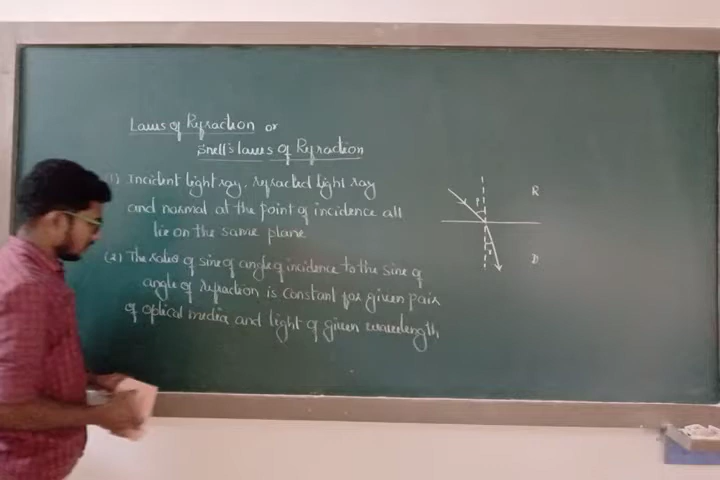 Laws of Refraction or
Snell's laws of Refraction
(1) Incident light ray, refracted light ray
and normal at the point of incidence all
lie on the same plane
(2) The ratio of sine of angle of incidence to the sine of
angle of refraction is constant for given pair
of optical media and light of given wavelength.
i
R
r
D